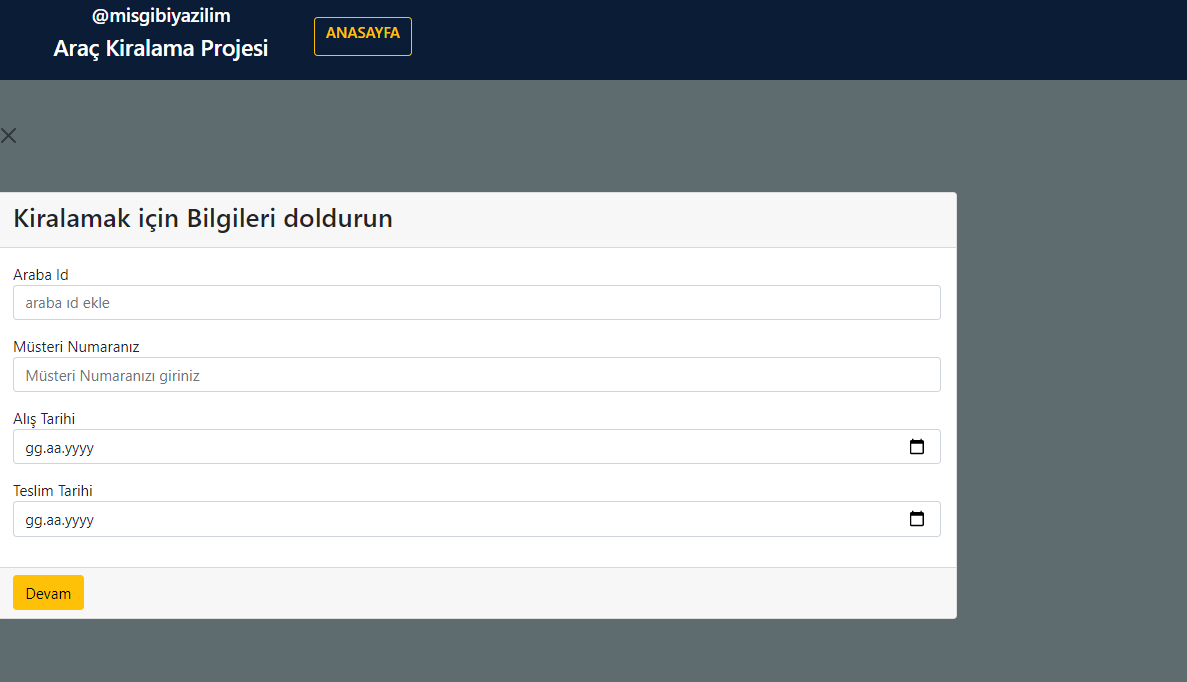 @misgibiyazilim
Araç Kiralama Projesi
ANASAYFA
Kiralamak için Bilgileri doldurun
Araba Id
araba ıd ekle
Müsteri Numaranız
Müsteri Numaranızı giriniz
Alış Tarihi
gg.aa.yyyy
Teslim Tarihi
gg.aa.yyyy
Devam